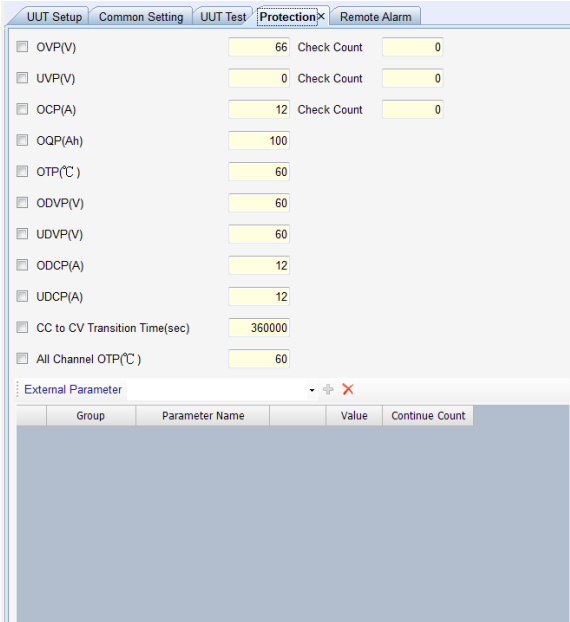 UUT Setup Common Setting UUT Test Protection× Remote Alarm
OVP(V) 66 Check Count 0
UVP(V) 0 Check Count 0
OCP(A) 12 Check Count 0
OQP(Ah) 100
OTP(℃) 60
ODVP(V) 60
UDVP(V) 60
ODCP(A) 12
UDCP(A) 12
CC to CV Transition Time(sec) 360000
All Channel OTP(℃) 60
External Parameter
Group Parameter Name Value Continue Count